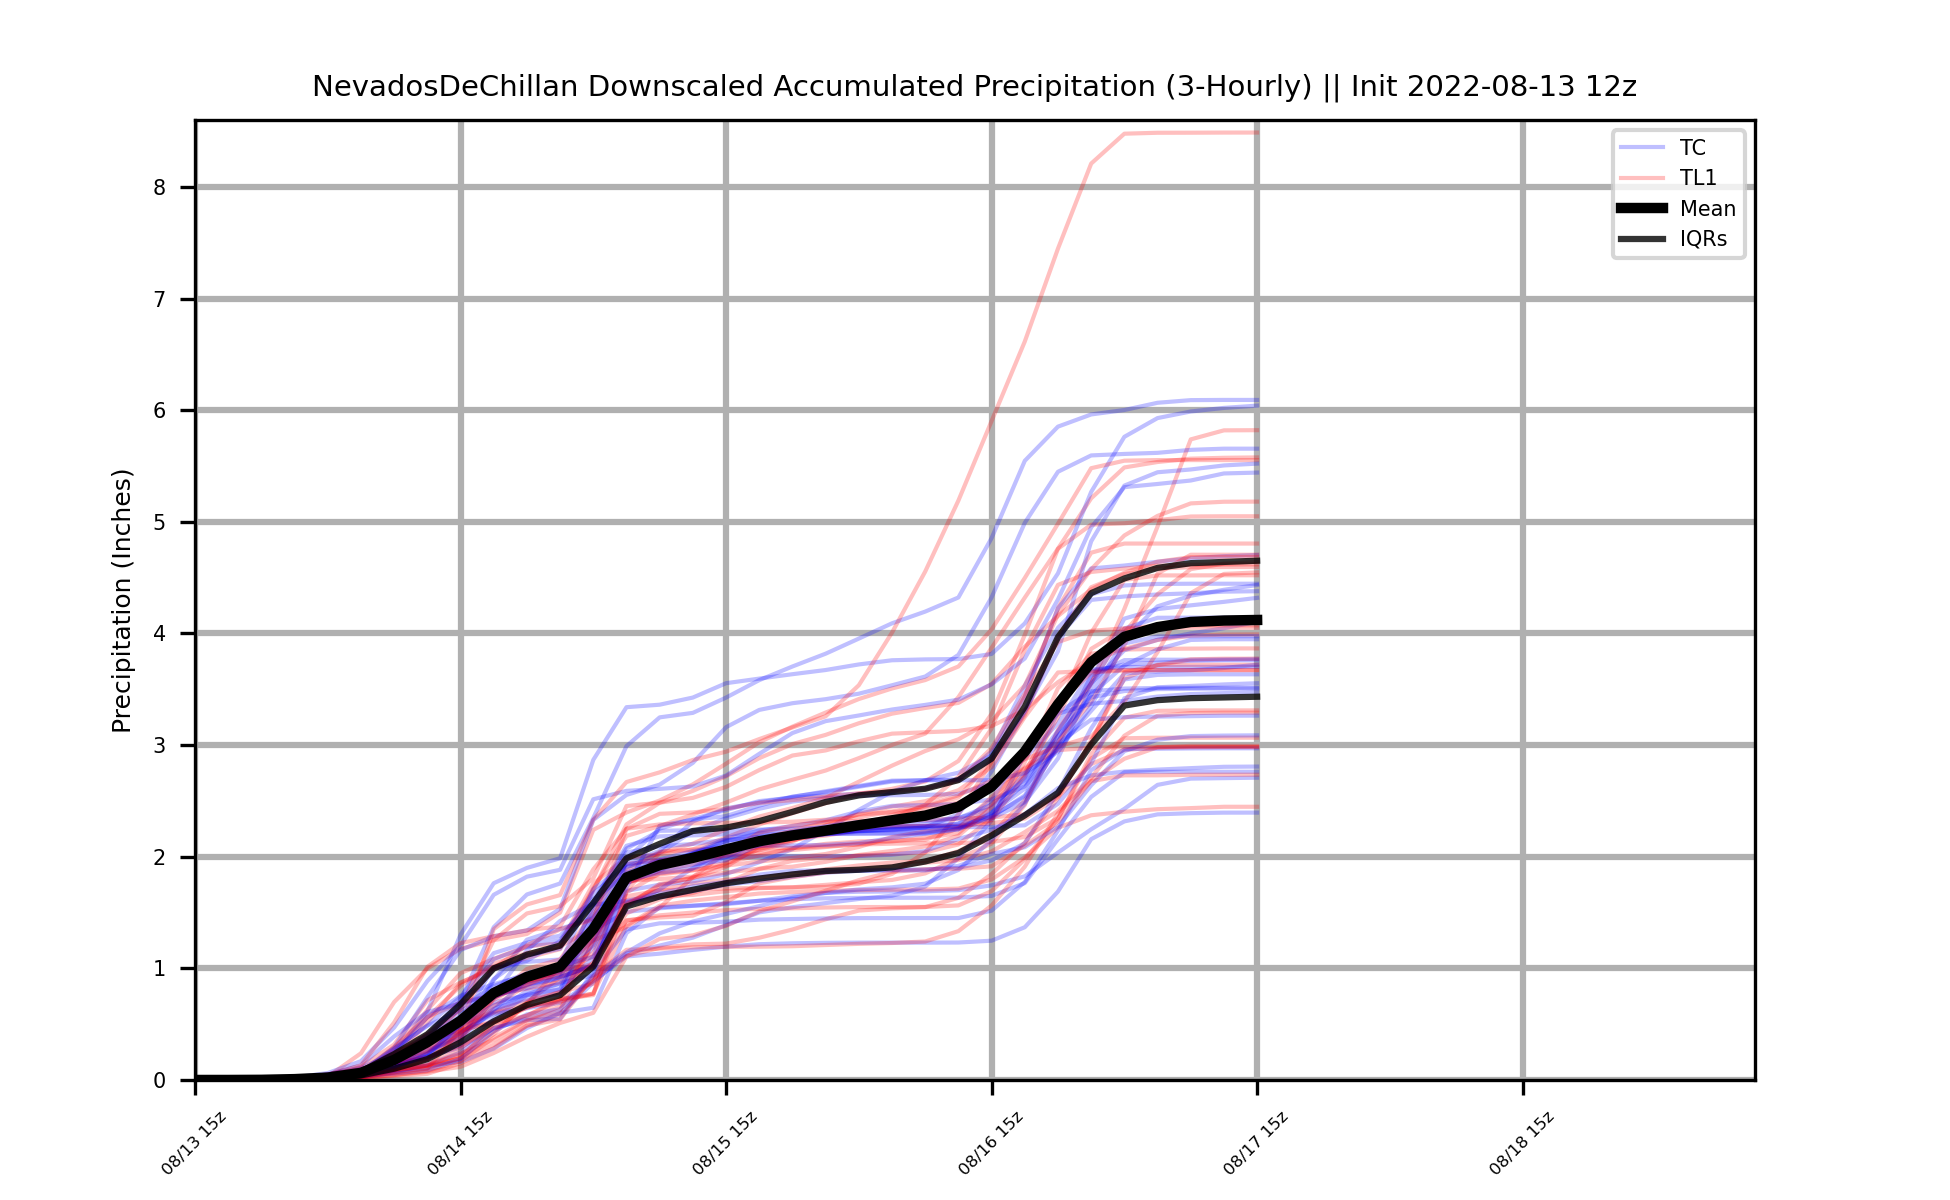 NevadosDeChillan Downscaled Accumulated Precipitation (3-Hourly) || Init 2022-08-13 12z
TC
TL1
Mean
IQRs
Precipitation (Inches)
8
7
6
5
4
3
2
1
0
08/13 15z
08/14 15z
08/15 15z
08/16 15z
08/17 15z
08/18 15z